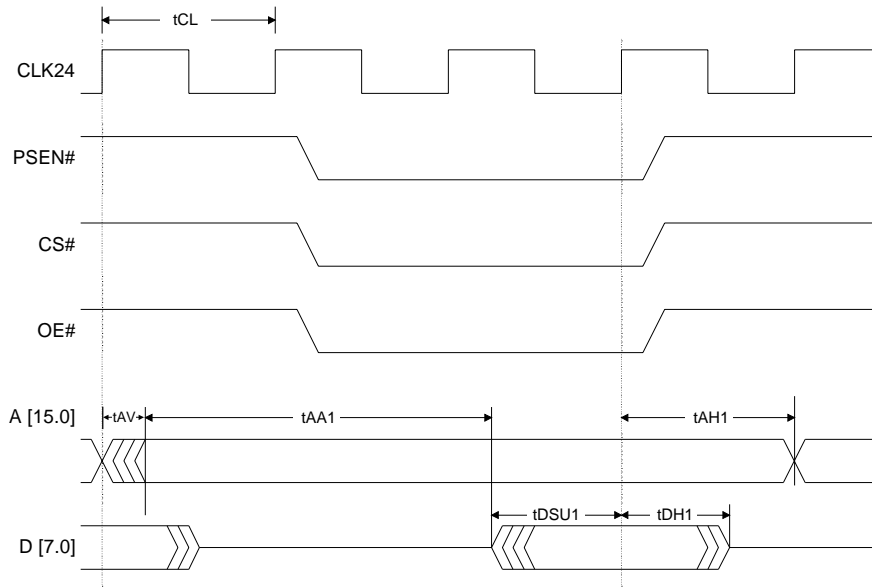 tCL
CLK24
PSEN#
CS#
OE#
A [15.0]
tAV
tAA1
tAH1
tDSU1
tDH1
D [7.0]